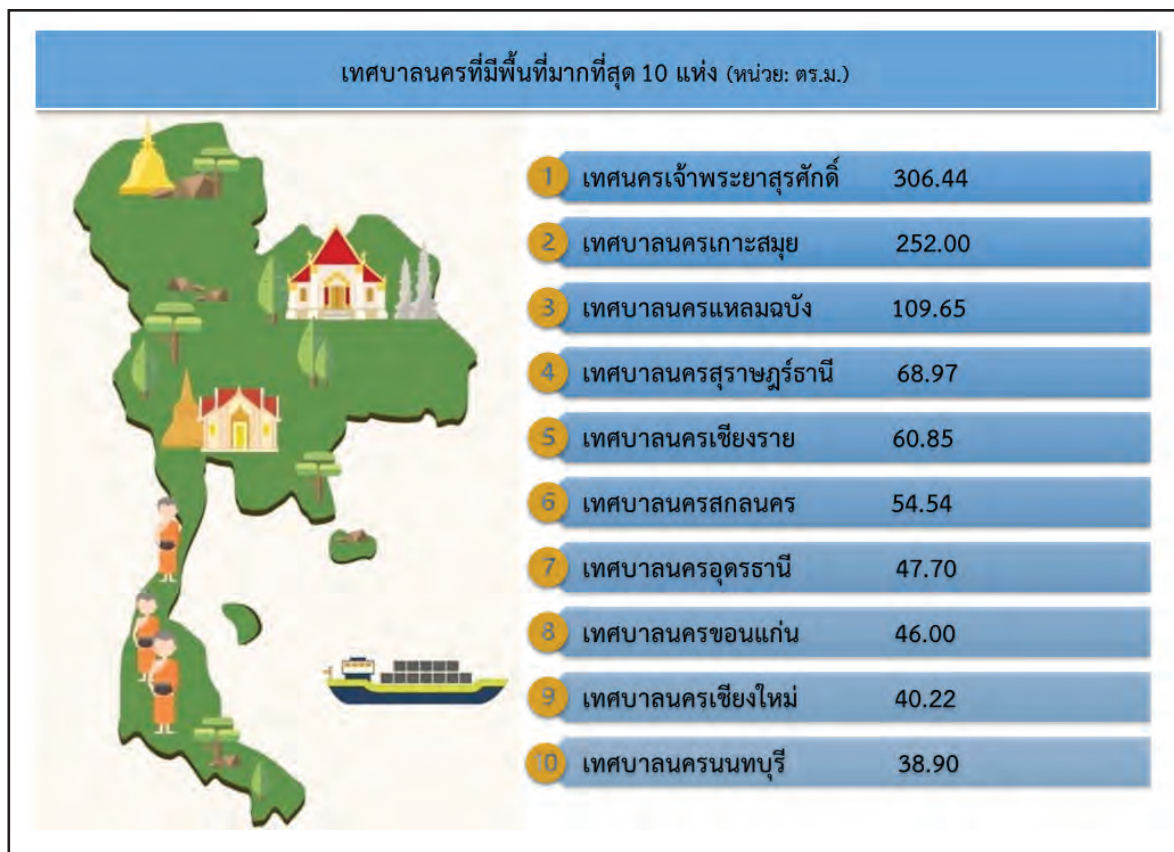 เทศบาลนครที่มีพื้นที่มากที่สุด 10 แห่ง (หน่วย: ตร.ม.)
1 เทศนครเจ้าพระยาสุรศักดิ์ 306.44
2 เทศบาลนครเกาะสมุย 252.00
3 เทศบาลนครแหลมฉบัง 109.65
4 เทศบาลนครสุราษฎร์ธานี 68.97
5 เทศบาลนครเชียงราย 60.85
6 เทศบาลนครสกลนคร 54.54
7 เทศบาลนครอุดรธานี 47.70
8 เทศบาลนครขอนแก่น 46.00
9 เทศบาลนครเชียงใหม่ 40.22
10 เทศบาลนครนนทบุรี 38.90